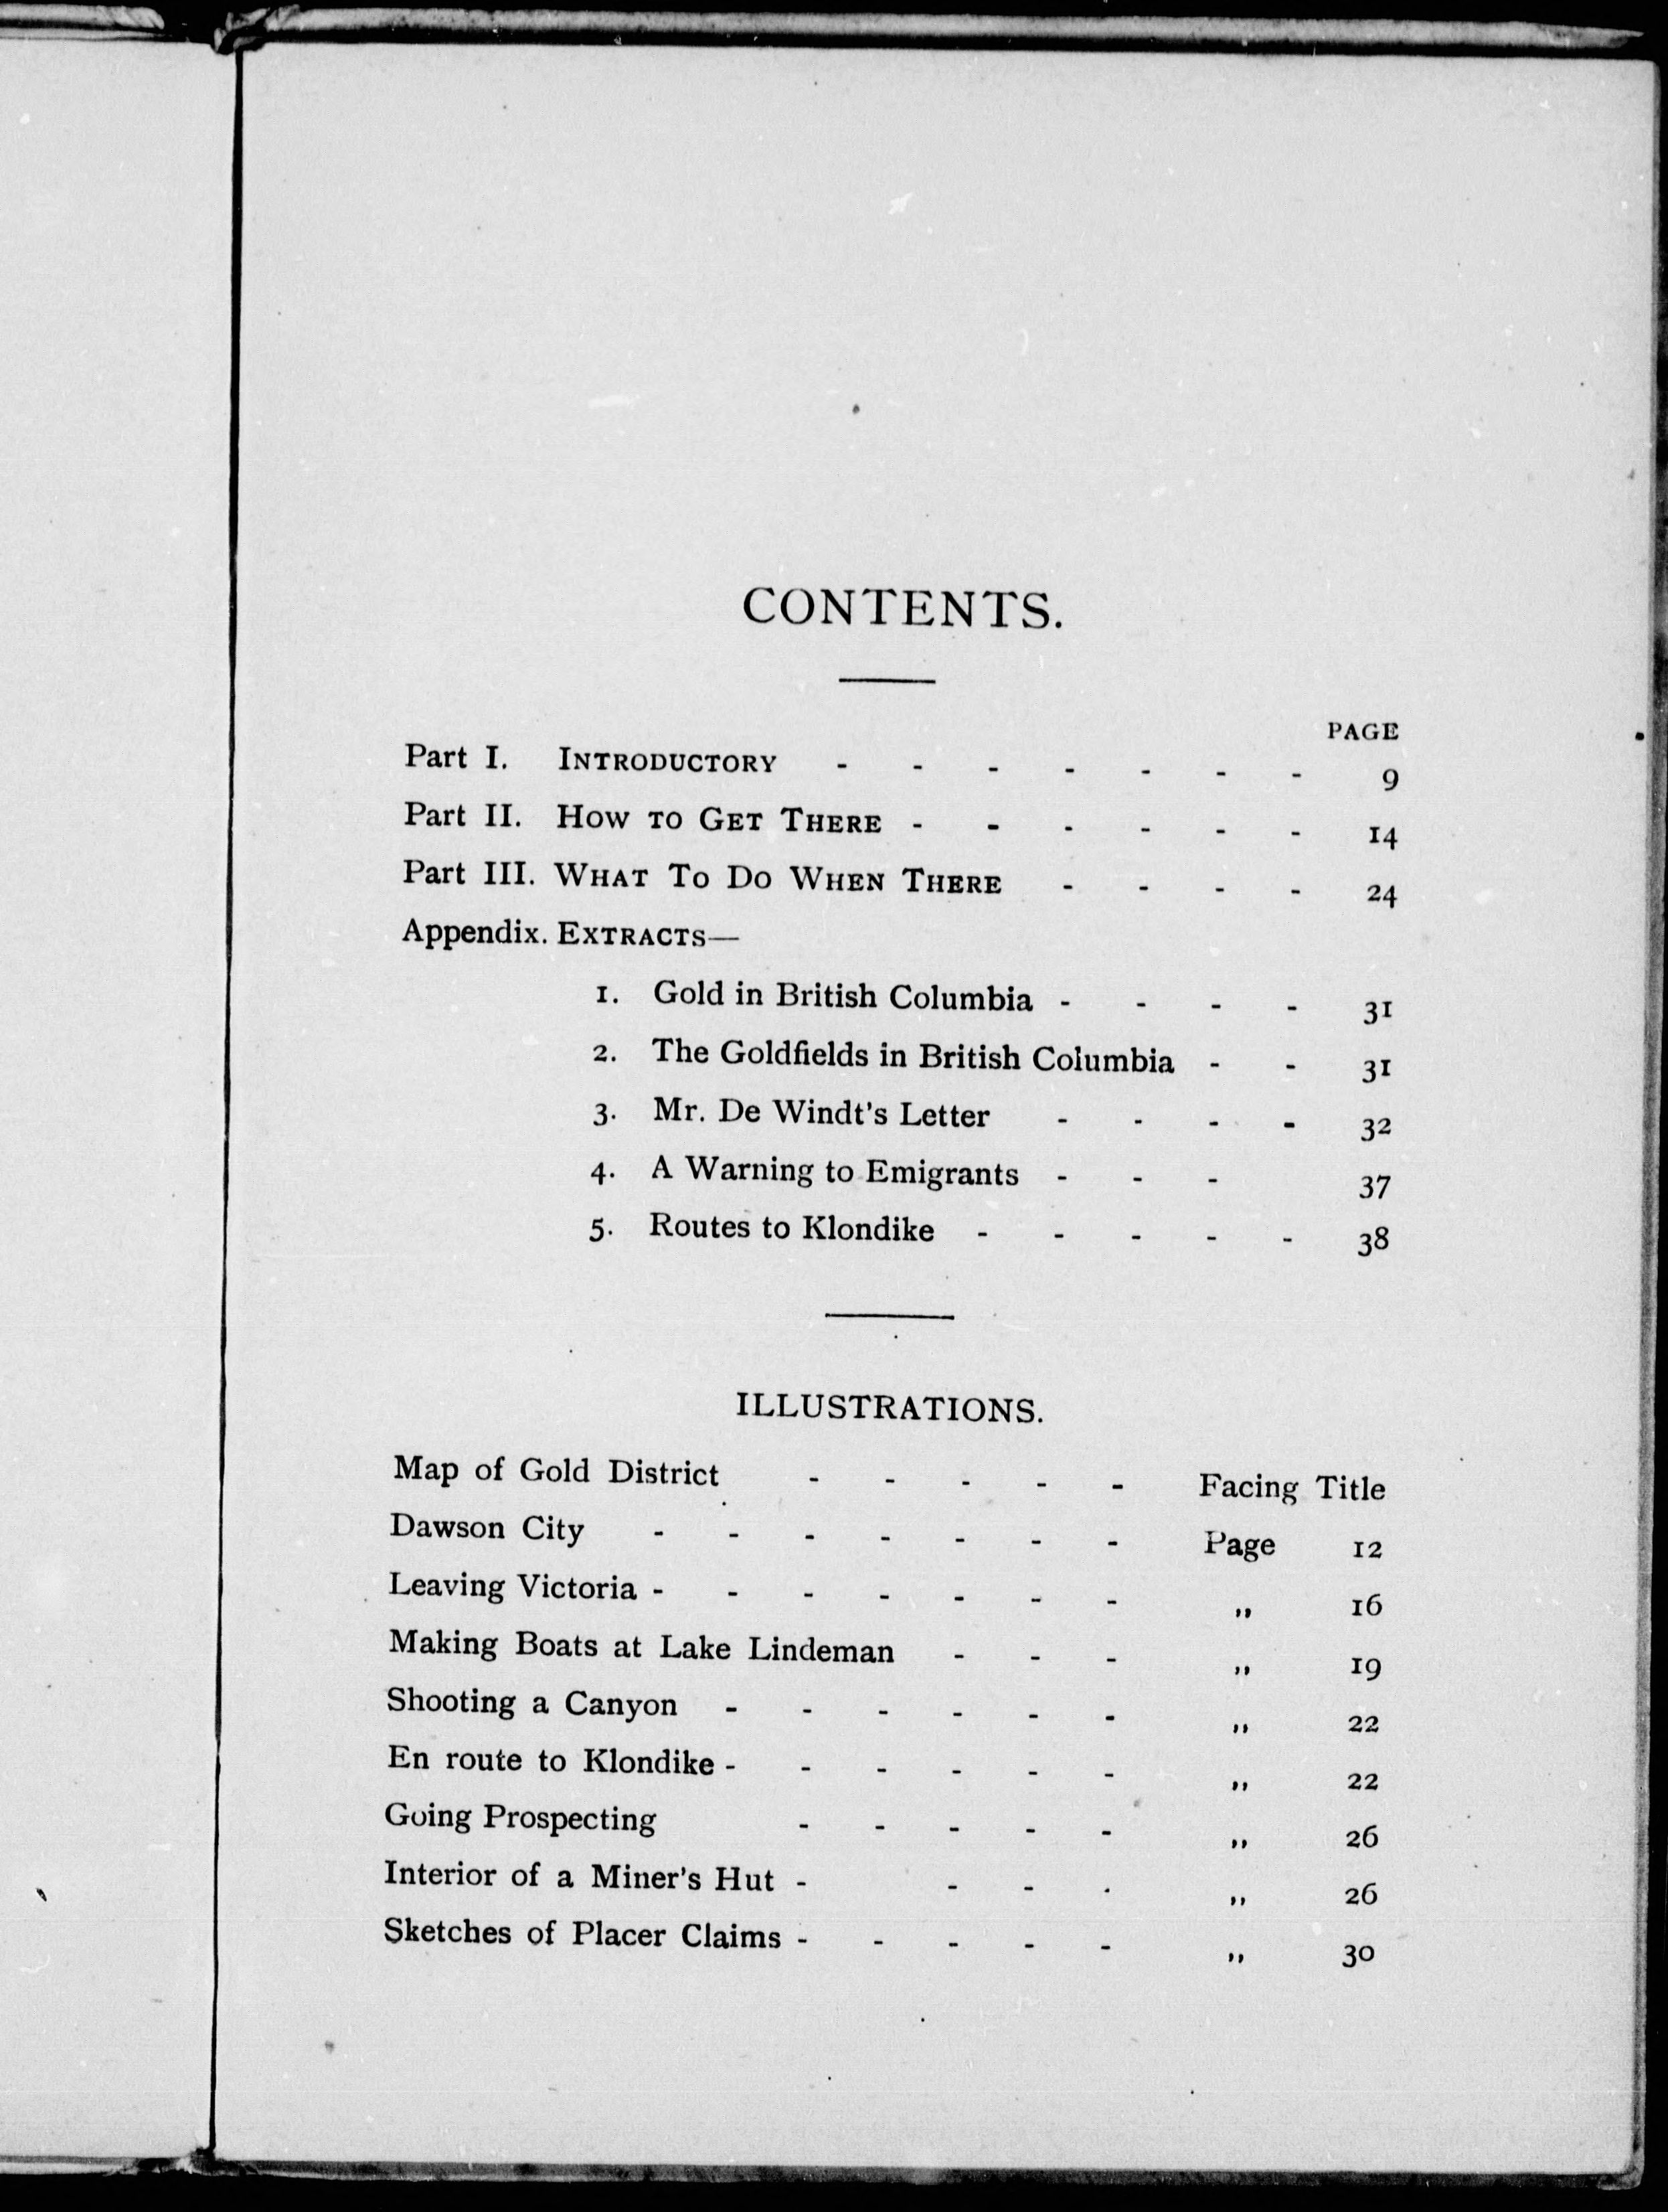 CONTENTS.
PAGE
Part I. INTRODUCTORY - - - - - - - 9
Part II. HOW TO GET THERE - - - - - - 14
Part III. WHAT TO DO WHEN THERE - - - - 24
Appendix. EXTRACTS—
1. Gold in British Columbia - - - - 31
2. The Goldfields in British Columbia - - 31
3. Mr. De Windt's Letter - - - - 32
4. A Warning to Emigrants - - - 37
5. Routes to Klondike - - - - - 38
ILLUSTRATIONS.
Map of Gold District - - - - - Facing Title
Dawson City - - - - - - - Page 12
Leaving Victoria - - - - - - - „ 16
Making Boats at Lake Lindeman - - - „ 19
Shooting a Canyon - - - - - - „ 22
En route to Klondike - - - - - - „ 22
Going Prospecting - - - - - „ 26
Interior of a Miner's Hut - - - - „ 26
Sketches of Placer Claims - - - - - „ 30